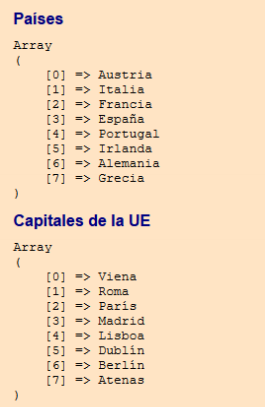 Países
Array
(
[0] => Austria
[1] => Italia
[2] => Francia
[3] => España
[4] => Portugal
[5] => Irlanda
[6] => Alemania
[7] => Grecia
)
Capitales de la UE
Array
(
[0] => Viena
[1] => Roma
[2] => París
[3] => Madrid
[4] => Lisboa
[5] => Dublín
[6] => Berlín
[7] => Atenas
)